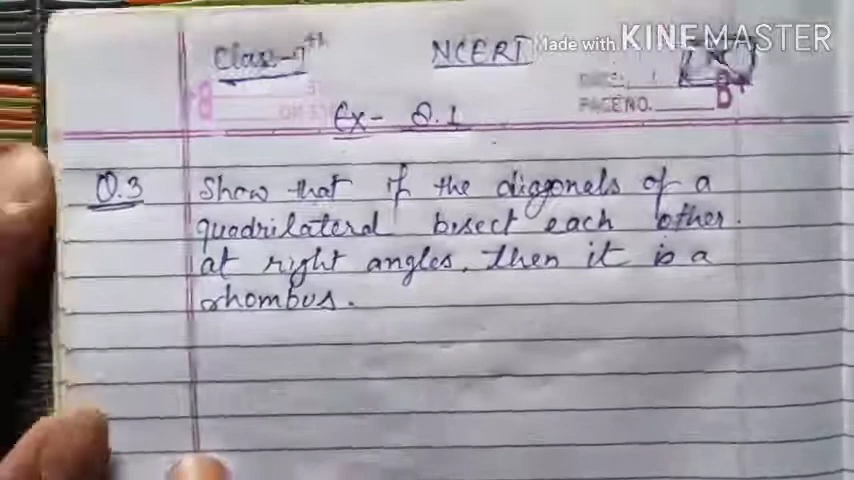 Class-9th NCERT Made with KINEMASTER
PAGE NO.
Ex- 8.1
Q.3 Show that if the diagonals of a
quadrilateral bisect each other
at right angles, then it is a
rhombus.